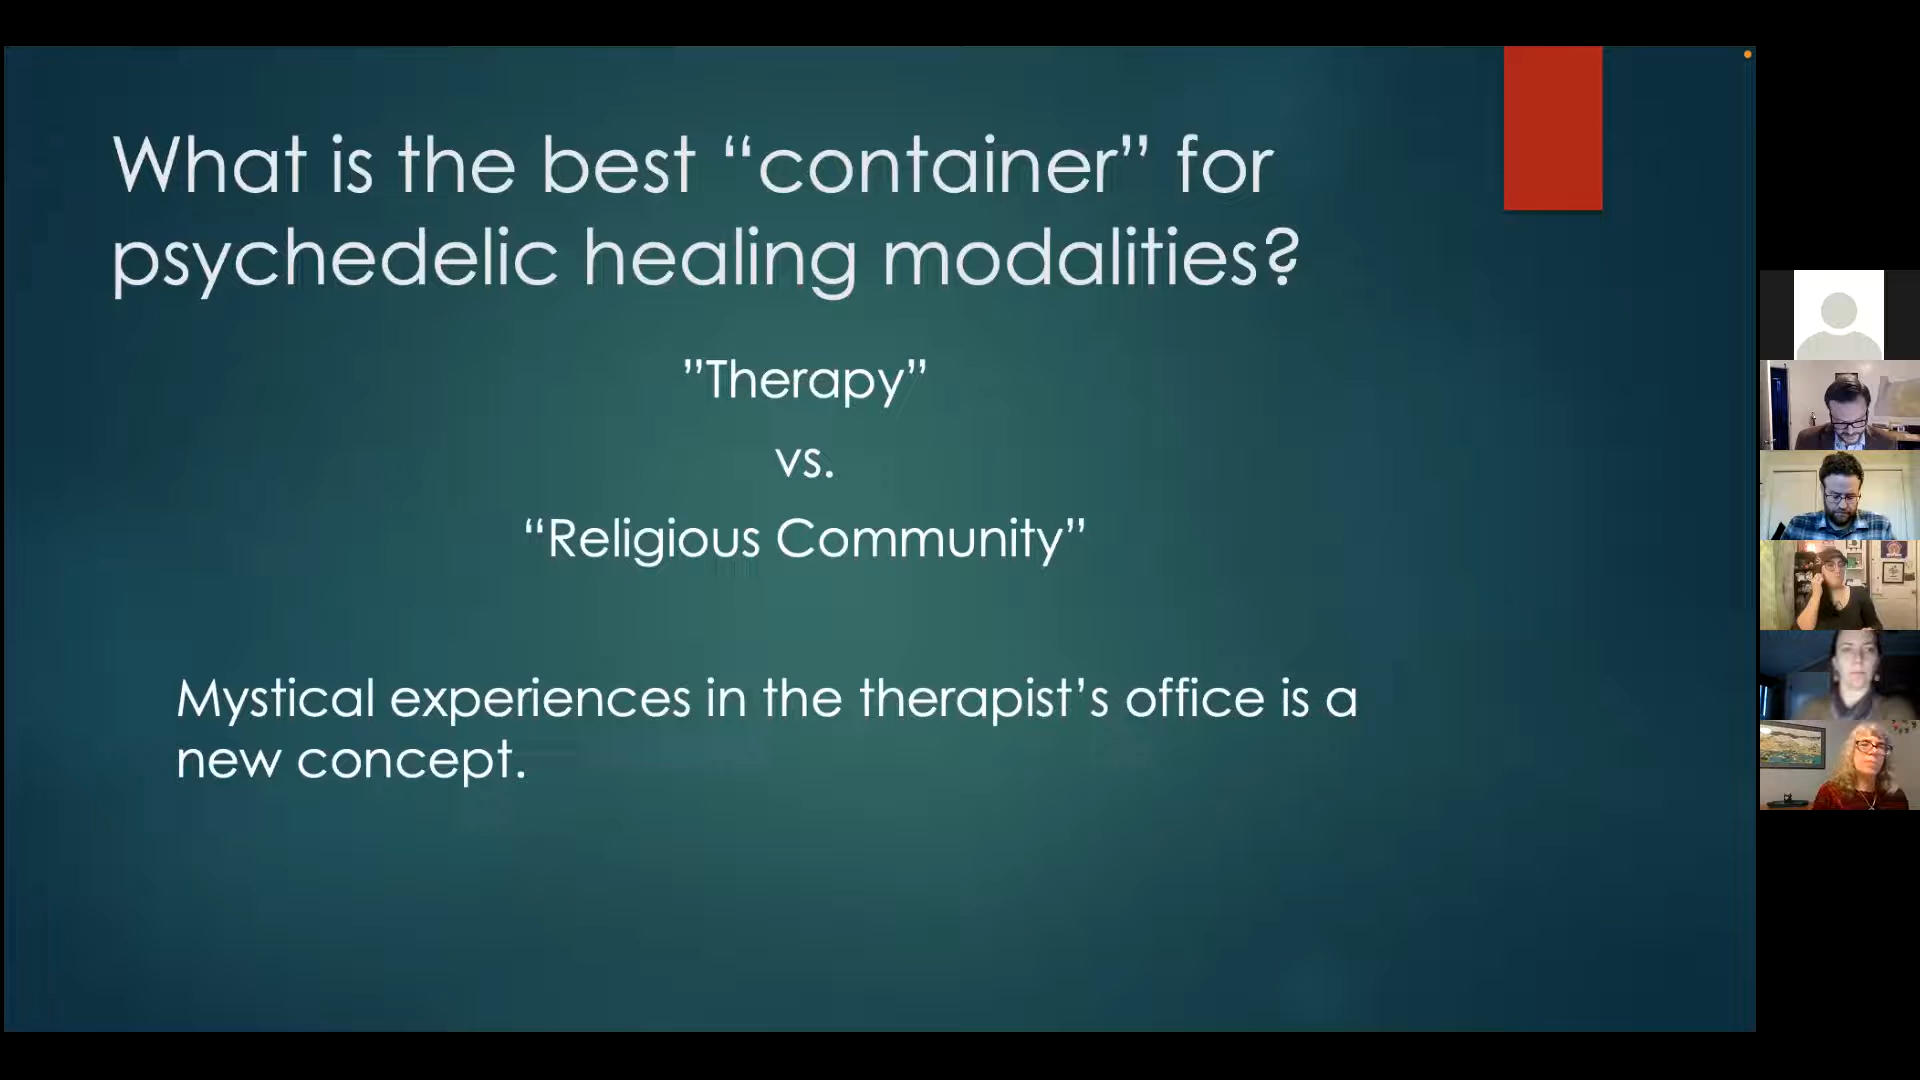 What is the best “container” for
psychedelic healing modalities?
”Therapy”
vs.
“Religious Community”
Mystical experiences in the therapist’s office is a
new concept.